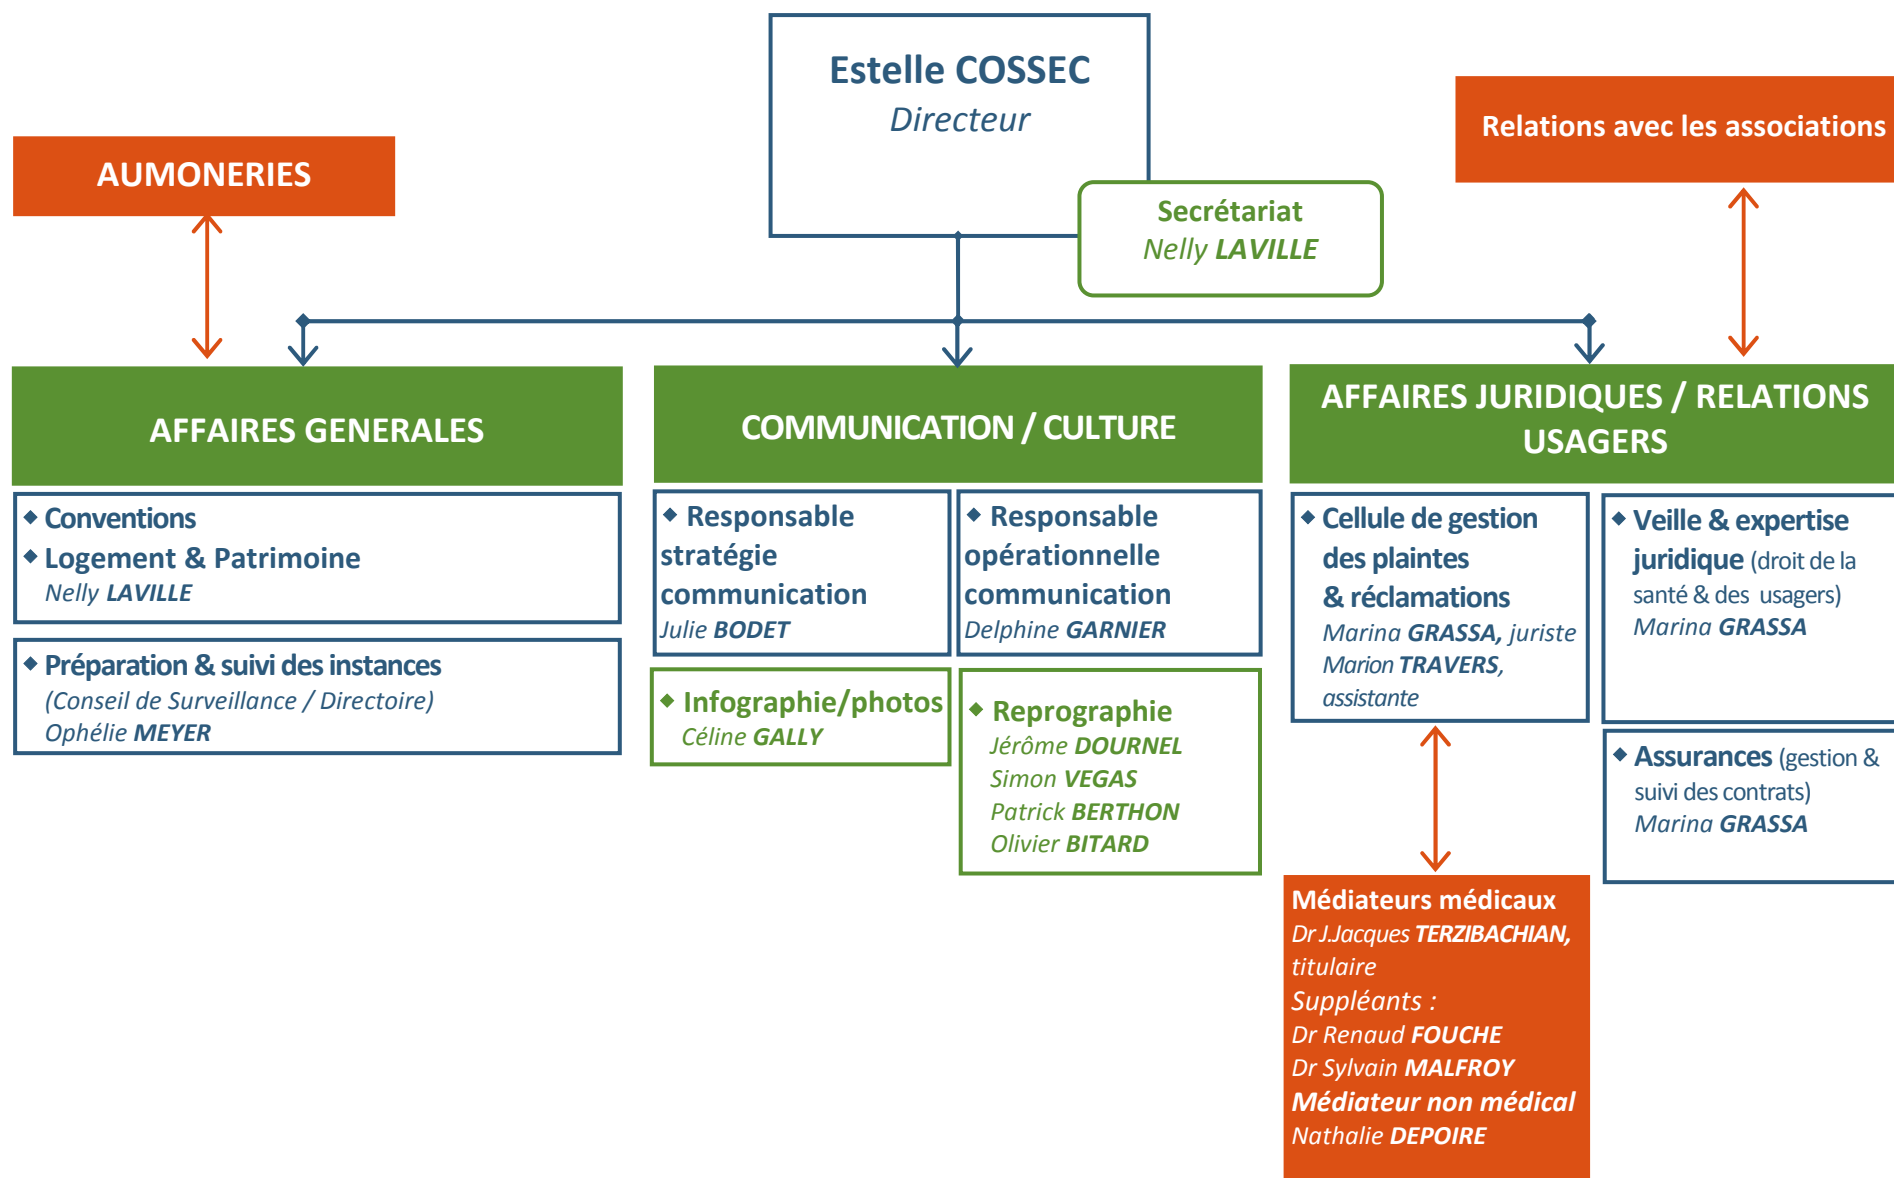 Estelle COSSEC
Directeur
Secrétariat
Nelly LAVILLE
AUMONERIES
Relations avec les associations
AFFAIRES GENERALES
◆ Conventions
◆ Logement & Patrimoine
Nelly LAVILLE
◆ Préparation & suivi des instances
(Conseil de Surveillance / Directoire)
Ophélie MEYER
COMMUNICATION / CULTURE
◆ Responsable
stratégie
communication
Julie BODET
◆ Responsable
opérationnelle
communication
Delphine GARNIER
◆ Infographie/photos
Céline GALLY
◆ Reprographie
Jérôme DOURNEL
Simon VEGAS
Patrick BERTHON
Olivier BITARD
AFFAIRES JURIDIQUES / RELATIONS
USAGERS
◆ Cellule de gestion
des plaintes
& réclamations
Marina GRASSA, juriste
Marion TRAVERS,
assistante
◆ Veille & expertise
juridique (droit de la
santé & des usagers)
Marina GRASSA
◆ Assurances (gestion &
suivi des contrats)
Marina GRASSA
Médiateurs médicaux
Dr J.Jacques TERZIBACHIAN,
titulaire
Suppléants :
Dr Renaud FOUCHE
Dr Sylvain MALFROY
Médiateur non médical
Nathalie DEPOIRE